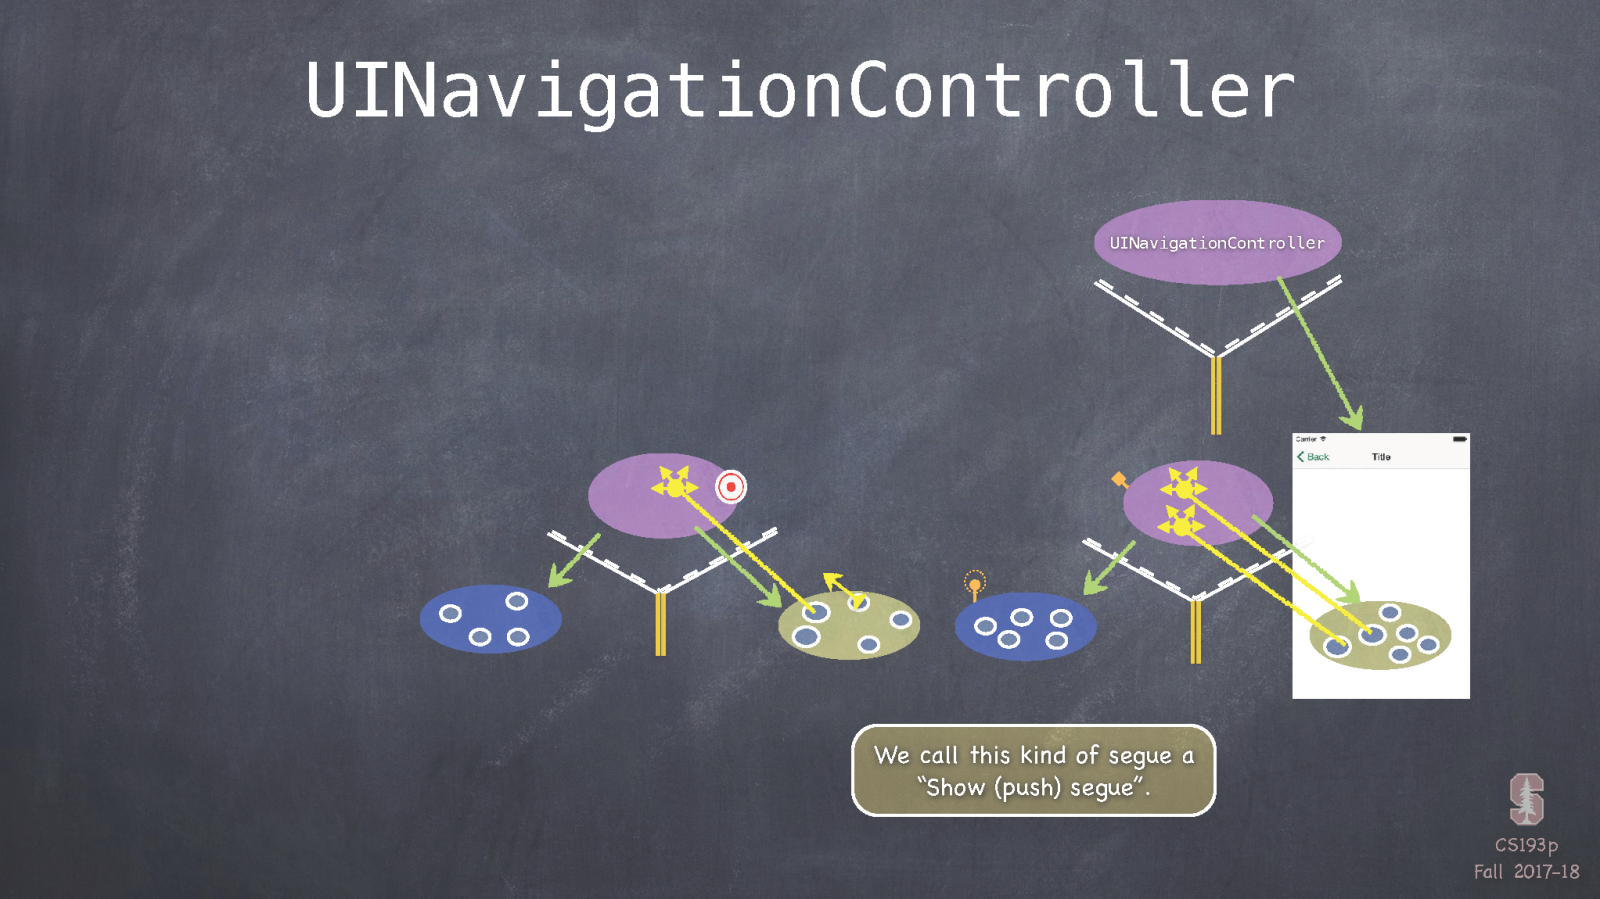 UINavigationController
UINavigationController
Carrier
Back
Title
We call this kind of segue a
“Show (push) segue”.
CS193p
Fall 2017-18